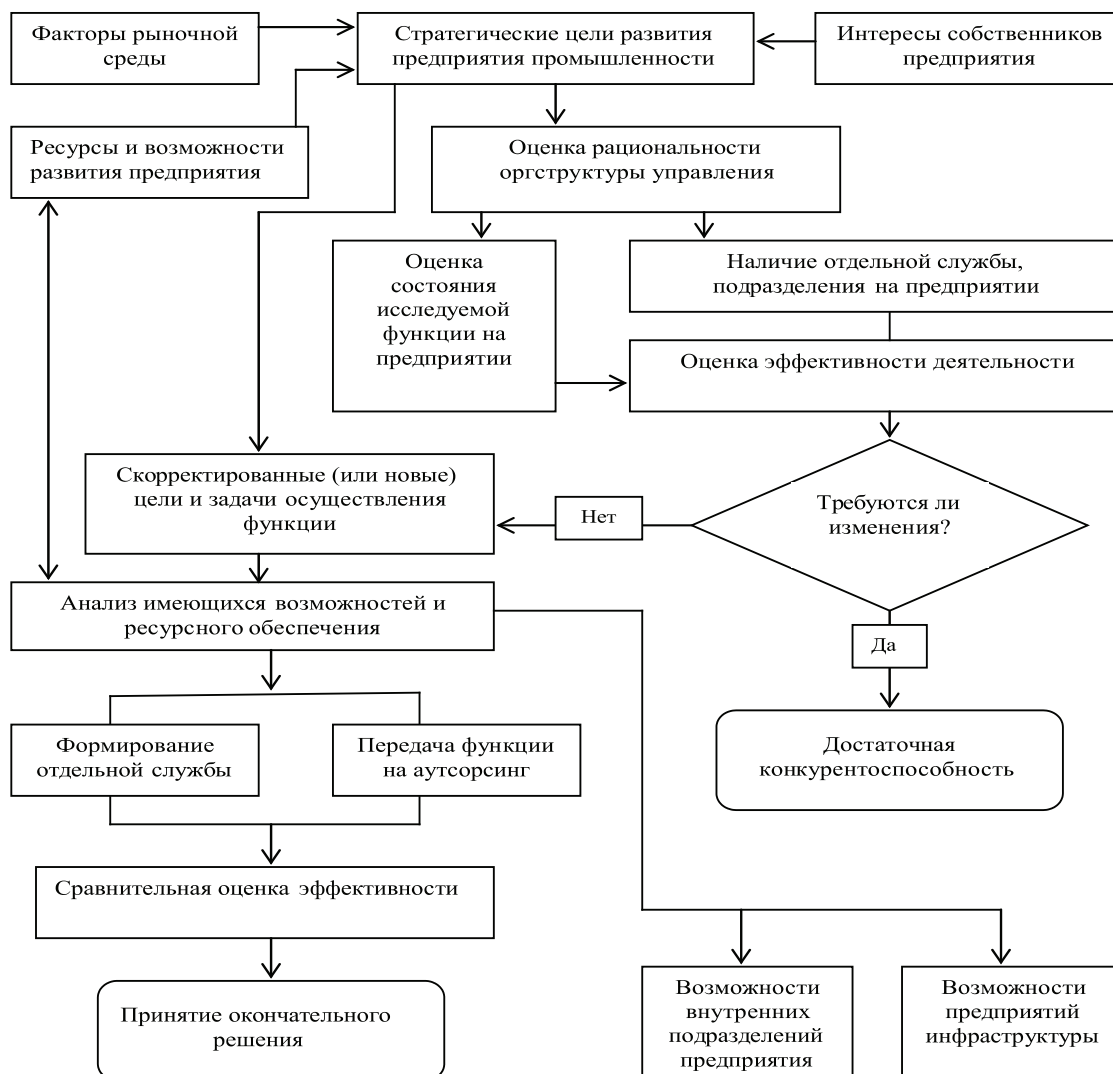 Факторы рыночной
среды
Стратегические цели развития
предприятия промышленности
Интересы собственников
предприятия
Ресурсы и возможности
развития предприятия
Оценка рациональности
оргструктуры управления
Оценка
состояния
исследуемой
функции на
предприятии
Наличие отдельной службы,
подразделения на предприятии
Оценка эффективности деятельности
Скорректированные (или новые)
цели и задачи осуществления
функции
Нет
Требуются ли
изменения?
Анализ имеющихся возможностей и
ресурсного обеспечения
Да
Формирование
отдельной службы
Передача функции
на аутсорсинг
Достаточная
конкурентоспособность
Сравнительная оценка эффективности
Принятие окончательного
решения
Возможности
внутренних
подразделений
предприятия
Возможности
предприятий
инфраструктуры